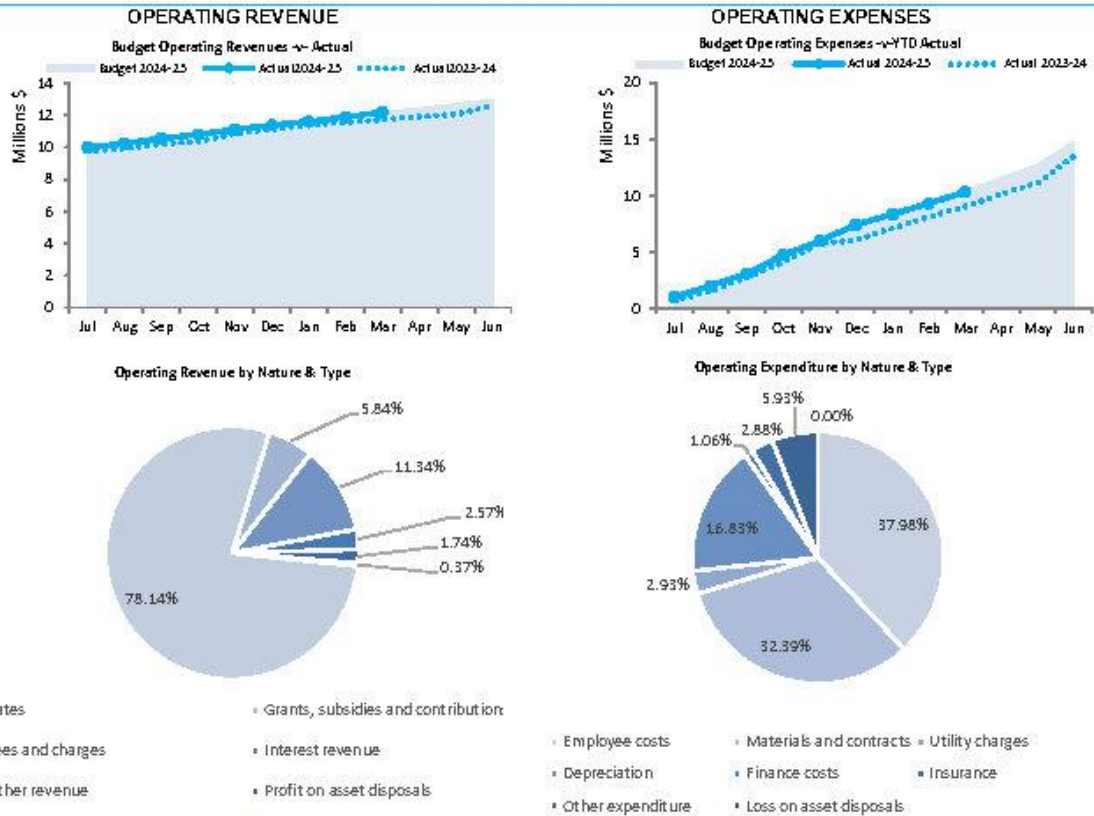 OPERATING REVENUE
Budget Operating Revenues -v- Actual
Budget 2024-25 Actual 2024-25 Actual 2023-24
Millions $
14
12
10
8
6
4
2
0
Jul Aug Sep Oct Nov Dec Jan Feb Mar Apr May Jun
Operating Revenue by Nature & Type
5.84%
11.34%
2.57%
1.74%
0.37%
78.14%
ates
Grants, subsidies and contributions
ees and charges
Interest revenue
ther revenue
Profit on asset disposals
OPERATING EXPENSES
Budget Operating Expenses -v-YTD Actual
Budget 2024-25 Actual 2024-25 Actual 2023-24
Millions $
20
15
10
5
0
Jul Aug Sep Oct Nov Dec Jan Feb Mar Apr May Jun
Operating Expenditure by Nature & Type
5.93%
0.00%
2.88%
1.06%
16.83%
37.98%
2.93%
32.39%
Employee costs Materials and contracts Utility charges
Depreciation Finance costs Insurance
Other expenditure Loss on asset disposals